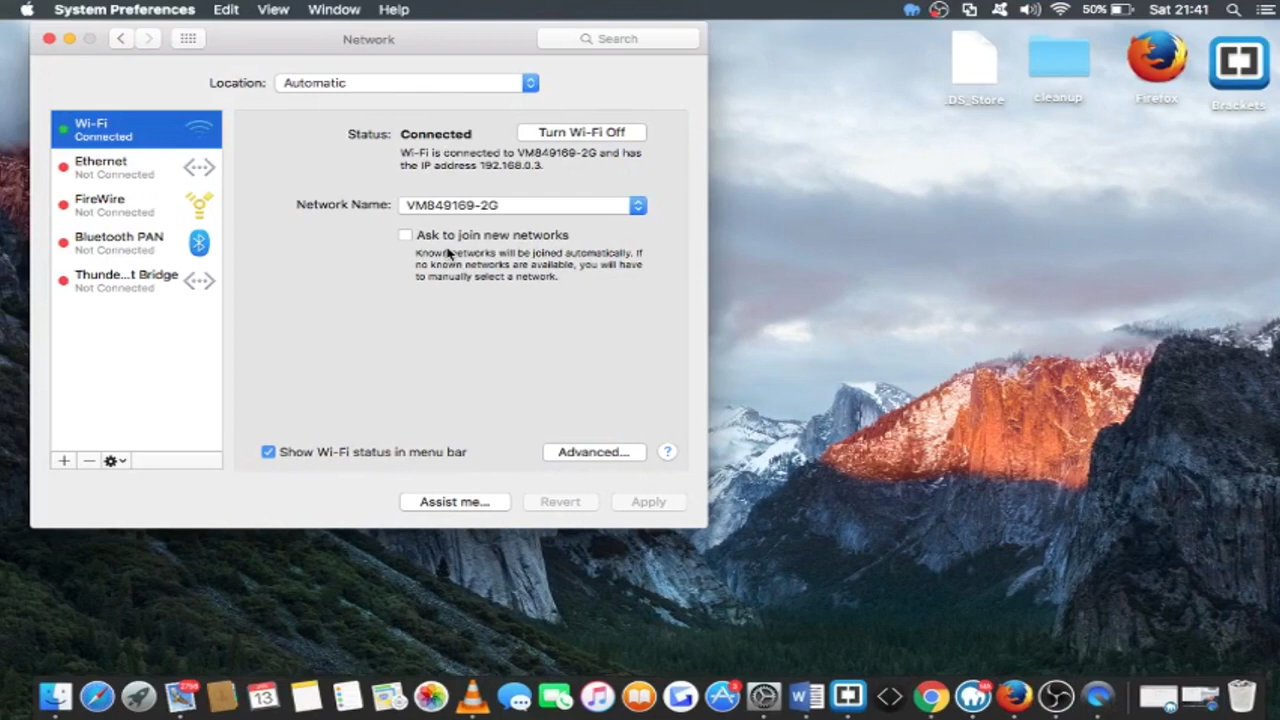 System Preferences Edit View Window Help
50% Sat 21:41
Network
Search
Location: Automatic
Wi-Fi
Connected
Ethernet
Not Connected
FireWire
Not Connected
Bluetooth PAN
Not Connected
Thunde...t Bridge
Not Connected
Status: Connected
Turn Wi-Fi Off
Wi-Fi is connected to VM849169-2G and has
the IP address 192.168.0.3.
Network Name: VM849169-2G
Ask to join new networks
Known networks will be joined automatically. If
no known networks are available, you will have
to manually select a network.
Show Wi-Fi status in menu bar
Advanced...
?
Assist me...
Revert
Apply
.DS_Store
cleanup
Firefox
Brackets
13